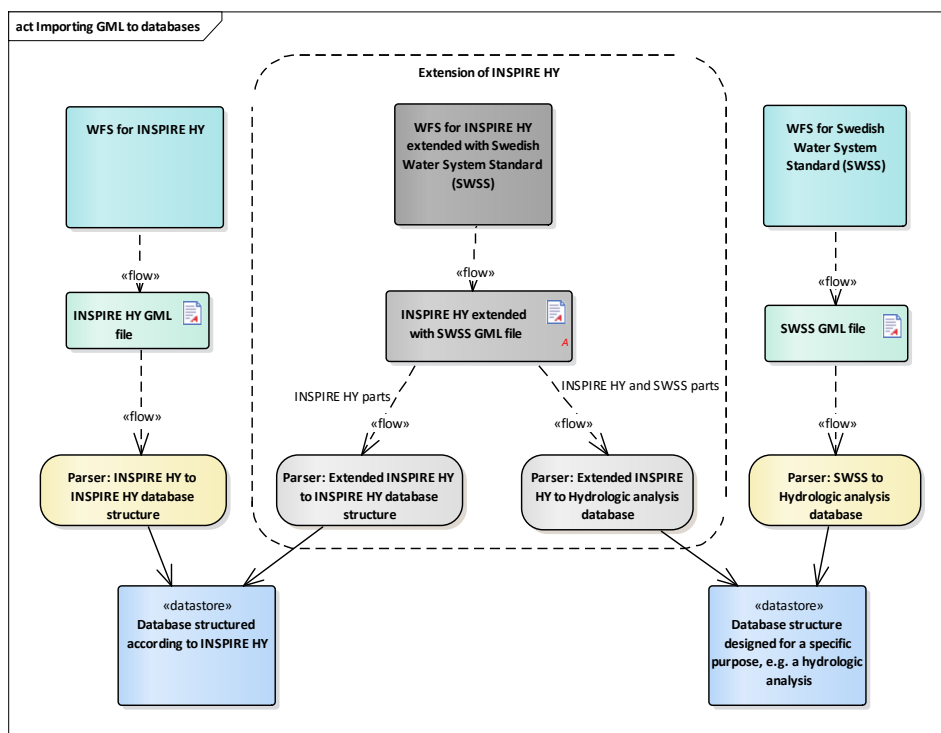 act Importing GML to databases
Extension of INSPIRE HY
WFS for INSPIRE HY
WFS for INSPIRE HY
extended with Swedish
Water System Standard
(SWSS)
WFS for Swedish
Water System
Standard (SWSS)
«flow»
«flow»
«flow»
INSPIRE HY GML
file
INSPIRE HY extended
with SWSS GML file
A
SWSS GML file
INSPIRE HY parts
INSPIRE HY and SWSS parts
«flow»
«flow»
«flow»
«flow»
Parser: INSPIRE HY to
INSPIRE HY database
structure
Parser: Extended INSPIRE HY
to INSPIRE HY database
structure
Parser: Extended INSPIRE
HY to Hydrologic analysis
database
Parser: SWSS to
Hydrologic analysis
database
«datastore»
Database structured
according to INSPIRE HY
«datastore»
Database structure
designed for a specific
purpose, e.g. a hydrologic
analysis